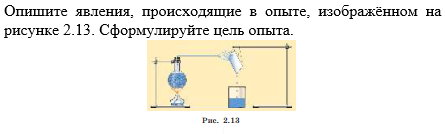 Опишите явления, происходящие в опыте, изображённом на
рисунке 2.13. Сформулируйте цель опыта.
Рис. 2.13